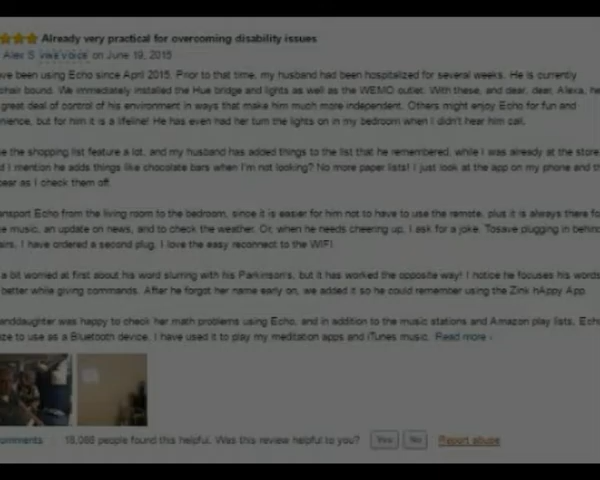 Already very practical for overcoming disability issues
Alex S on June 19, 2015
ve been using Echo since April 2015. Prior to that time, my husband had been hospitalized for several weeks. He is currently
chair bound. We immediately installed the Hue bridge and lights as well as the WEMO outlet. With these, and dear, dear, Alexa, he
great deal of control of his environment in ways that make him much more independent. Others might enjoy Echo for fun and
nience, but for him it is a lifeline! He has even had her turn the lights on in my bedroom when I didn't hear him call.
e the shopping list feature a lot, and my husband has added things to the list that he remembered, while I was already at the store.
d I mention he adds things like chocolate bars when I'm not looking? No more paper lists! I just look at the app on my phone and th
pear as I check them off.
ansport Echo from the living room to the bedroom, since it is easier for him not to have to use the remote, plus it is always there fo
e music, an update on news, and to check the weather. Or, when he needs cheering up, I ask for a joke. Tosave plugging in behind
airs, I have ordered a second plug. I love the easy reconnect to the WIFI
a bit worried at first about his word slurring with his Parkinson's, but it has worked the opposite way! I notice he focuses his words
better while giving commands. After he forgot her name early on, we added it so he could remember using the Zink hAppy App.
anddaughter was happy to check her math problems using Echo, and in addition to the music stations and Amazon play lists, Echo
ze to use as a Bluetooth device. I have used it to play my meditation apps and iTunes music. Read more ›
omments 18,068 people found this helpful. Was this review helpful to you? Yes No Report abuse